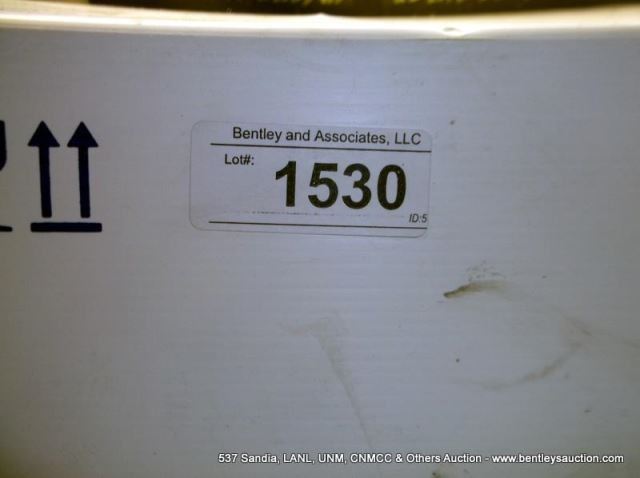 Bentley and Associates, LLC
Lot#:
1530
ID:5
537 Sandia, LANL, UNM, CNMCC & Others Auction - www.bentleysauction.com